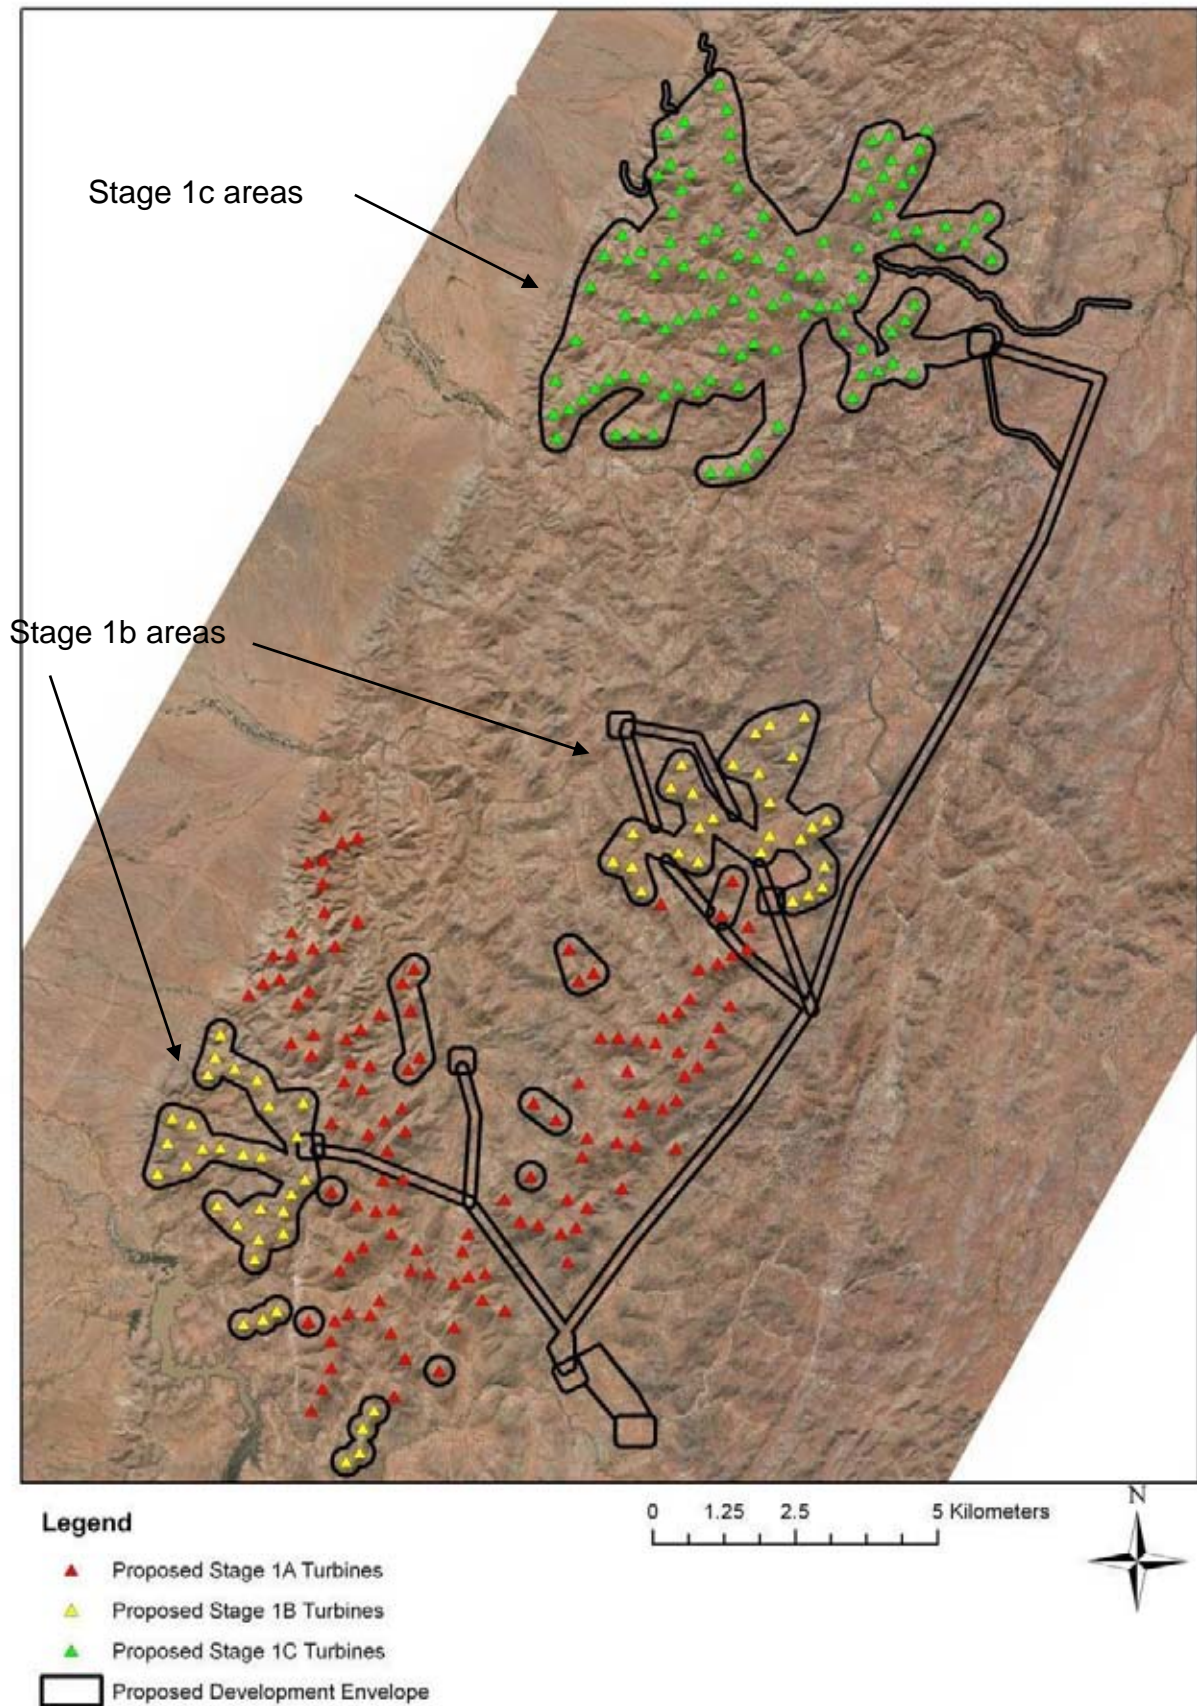 Stage 1c areas
Stage 1b areas
Legend
0 1.25 2.5 5 Kilometers
N
Proposed Stage 1A Turbines
Proposed Stage 1B Turbines
Proposed Stage 1C Turbines
Proposed Development Envelope